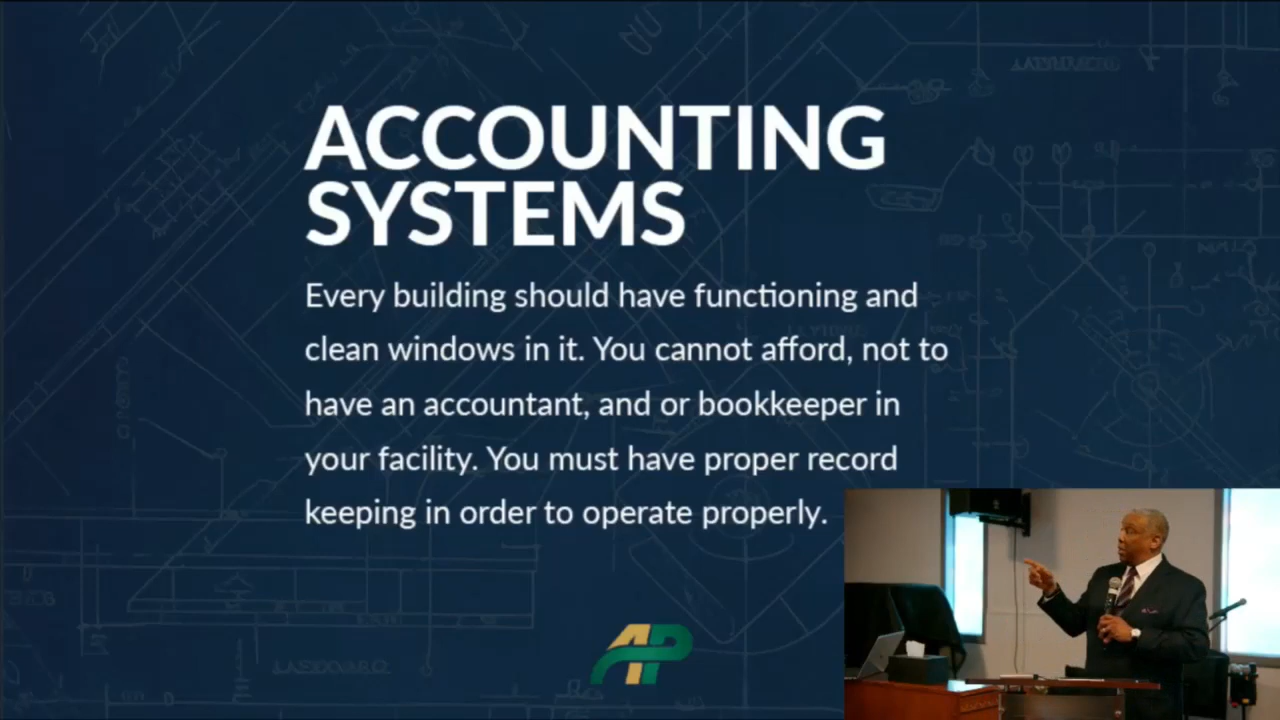 ACCOUNTING
SYSTEMS
Every building should have functioning and
clean windows in it. You cannot afford, not to
have an accountant, and or bookkeeper in
your facility. You must have proper record
keeping in order to operate properly.
AP